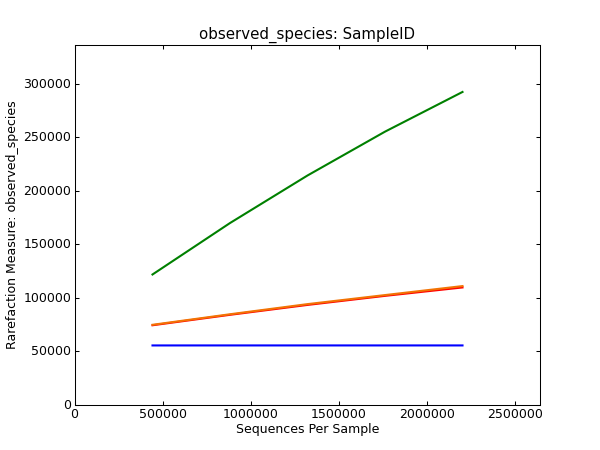 observed_species: SampleID
Rarefaction Measure: observed_species
300000
250000
200000
150000
100000
50000
0
0 500000 1000000 1500000 2000000 2500000
Sequences Per Sample